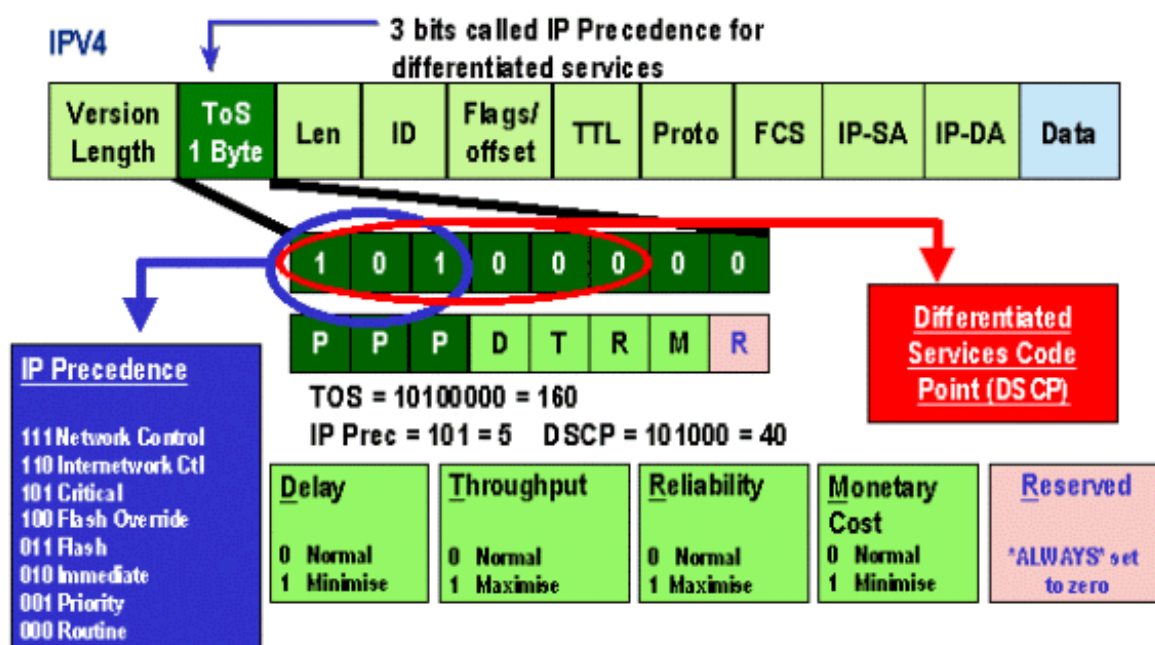 IPV4
3 bits called IP Precedence for
differentiated services
Version
Length
ToS
1 Byte
Len
ID
Flags/
offset
TTL
Proto
FCS
IP-SA
IP-DA
Data
1 0 1 0 0 0 0 0
P P P D T R M R
TOS = 10100000 = 160
IP Prec = 101 = 5 DSCP = 101000 = 40
Differentiated
Services Code
Point (DSCP)
IP Precedence
111 Network Control
110 Internetwork Ctl
101 Critical
100 Flash Override
011 Flash
010 Immediate
001 Priority
000 Routine
Delay
0 Normal
1 Minimise
Throughput
0 Normal
1 Maximise
Reliability
0 Normal
1 Maximise
Monetary
Cost
0 Normal
1 Minimise
Reserved
*ALWAYS* set
to zero